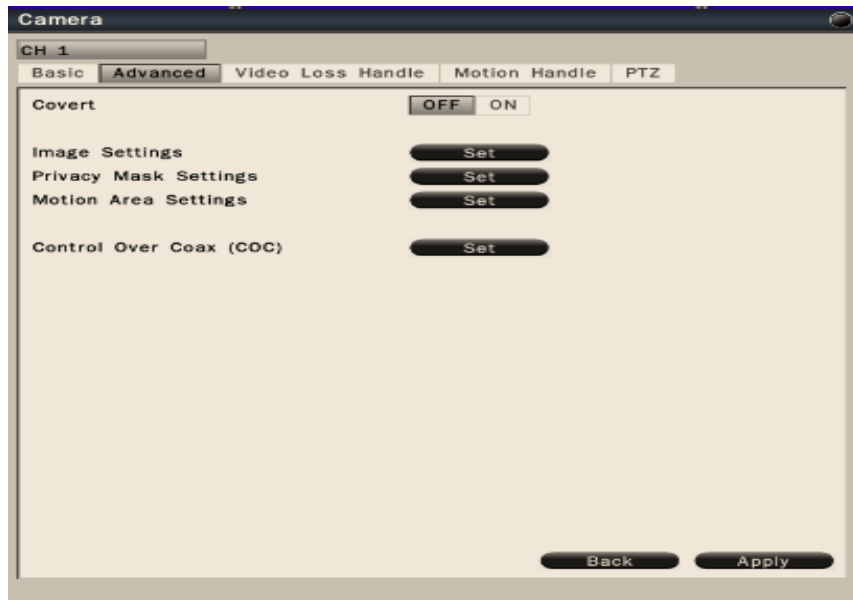 Camera
CH 1
Basic Advanced Video Loss Handle Motion Handle PTZ
Covert OFF ON
Image Settings Set
Privacy Mask Settings Set
Motion Area Settings Set
Control Over Coax (COC) Set
Back Apply